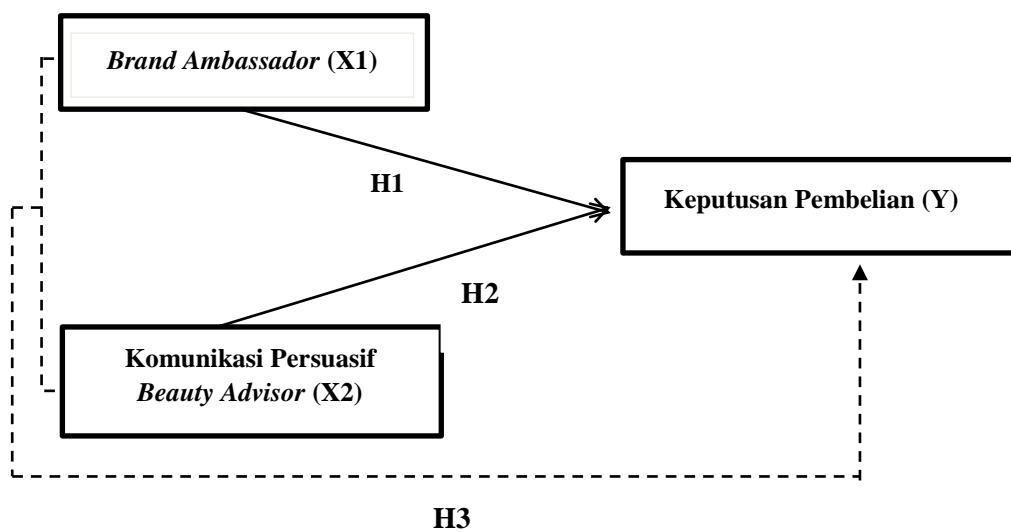 Brand Ambassador (X1)
H1
Keputusan Pembelian (Y)
H2
Komunikasi Persuasif
Beauty Advisor (X2)
H3